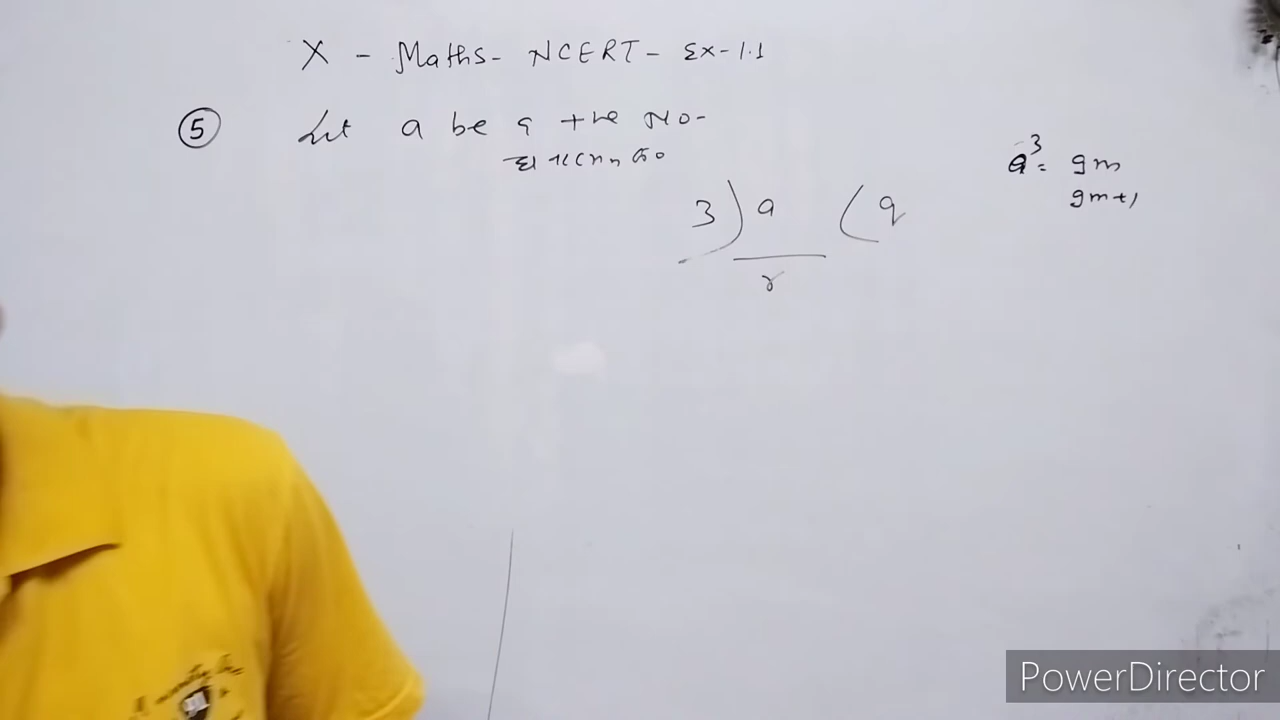 X - Maths - NCERT - Ex-1.1
5 Let a be a +ve No-
3 ) a ( q
r
a³ = 9m
9m+1
PowerDirector